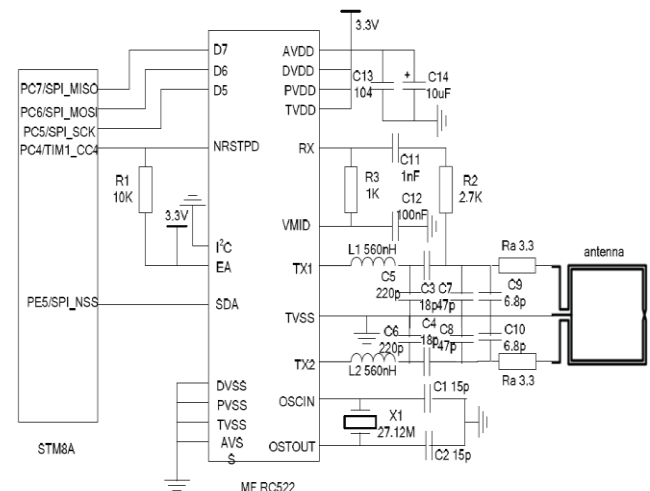 3.3V
D7
AVDD
D6
DVDD
C13
104
C14
10uF
+
PC7/SPI_MISO
D5
PVDD
PC6/SPI_MOSI
TVDD
PC5/SPI_SCK
PC4/TIM1_CC4
NRSTPD
RX
C11
1nF
R1
10K
R3
1K
R2
2.7K
C12
100nF
3.3V
VMID
I²C
EA
L1 560nH
TX1
Ra 3.3
antenna
C5
220p
C3
18p
C7
47p
C9
6.8p
PE5/SPI_NSS
SDA
TVSS
C6
220p
C4
18p
C8
47p
C10
6.8p
TX2
L2 560nH
Ra 3.3
DVSS
PVSS
TVSS
AVS
S
OSCIN
C1 15p
X1
27.12M
OSTOUT
C2 15p
STM8A
MF RC522